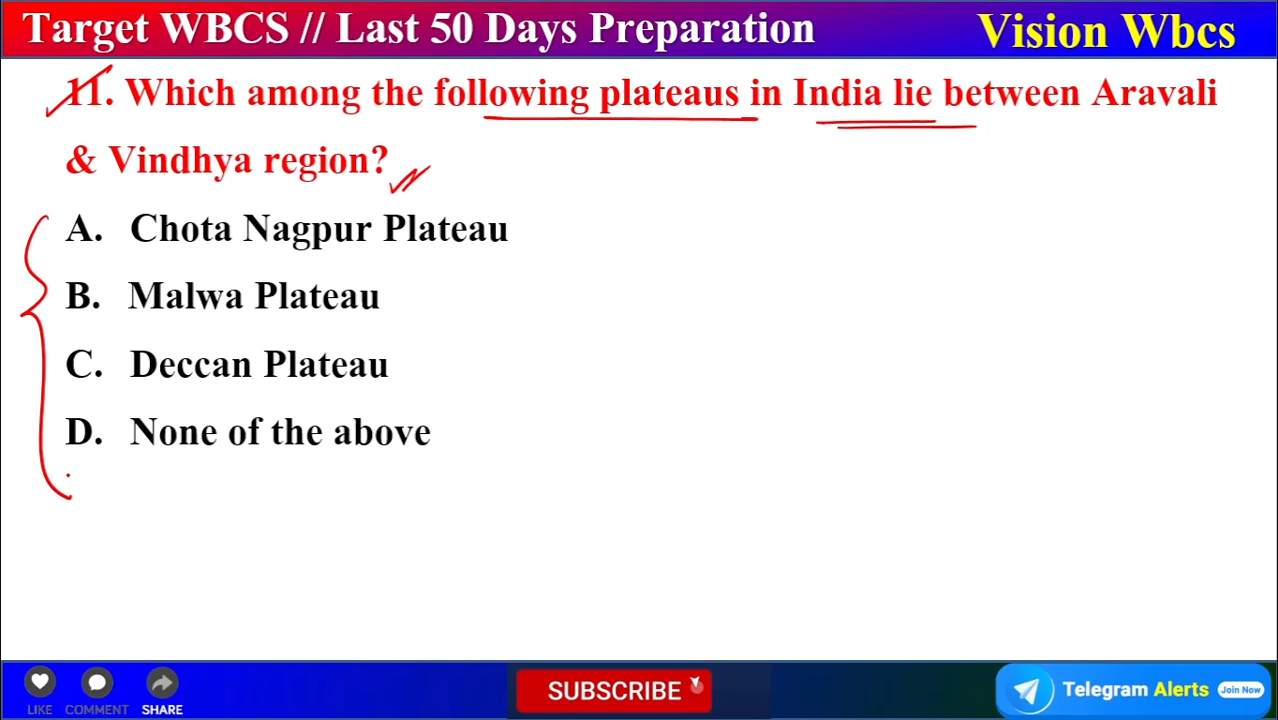 Target WBCS // Last 50 Days Preparation
Vision Wbcs
11. Which among the following plateaus in India lie between Aravali
& Vindhya region?
A. Chota Nagpur Plateau
B. Malwa Plateau
C. Deccan Plateau
D. None of the above
LIKE COMMENT SHARE
SUBSCRIBE
Telegram Alerts Join Now